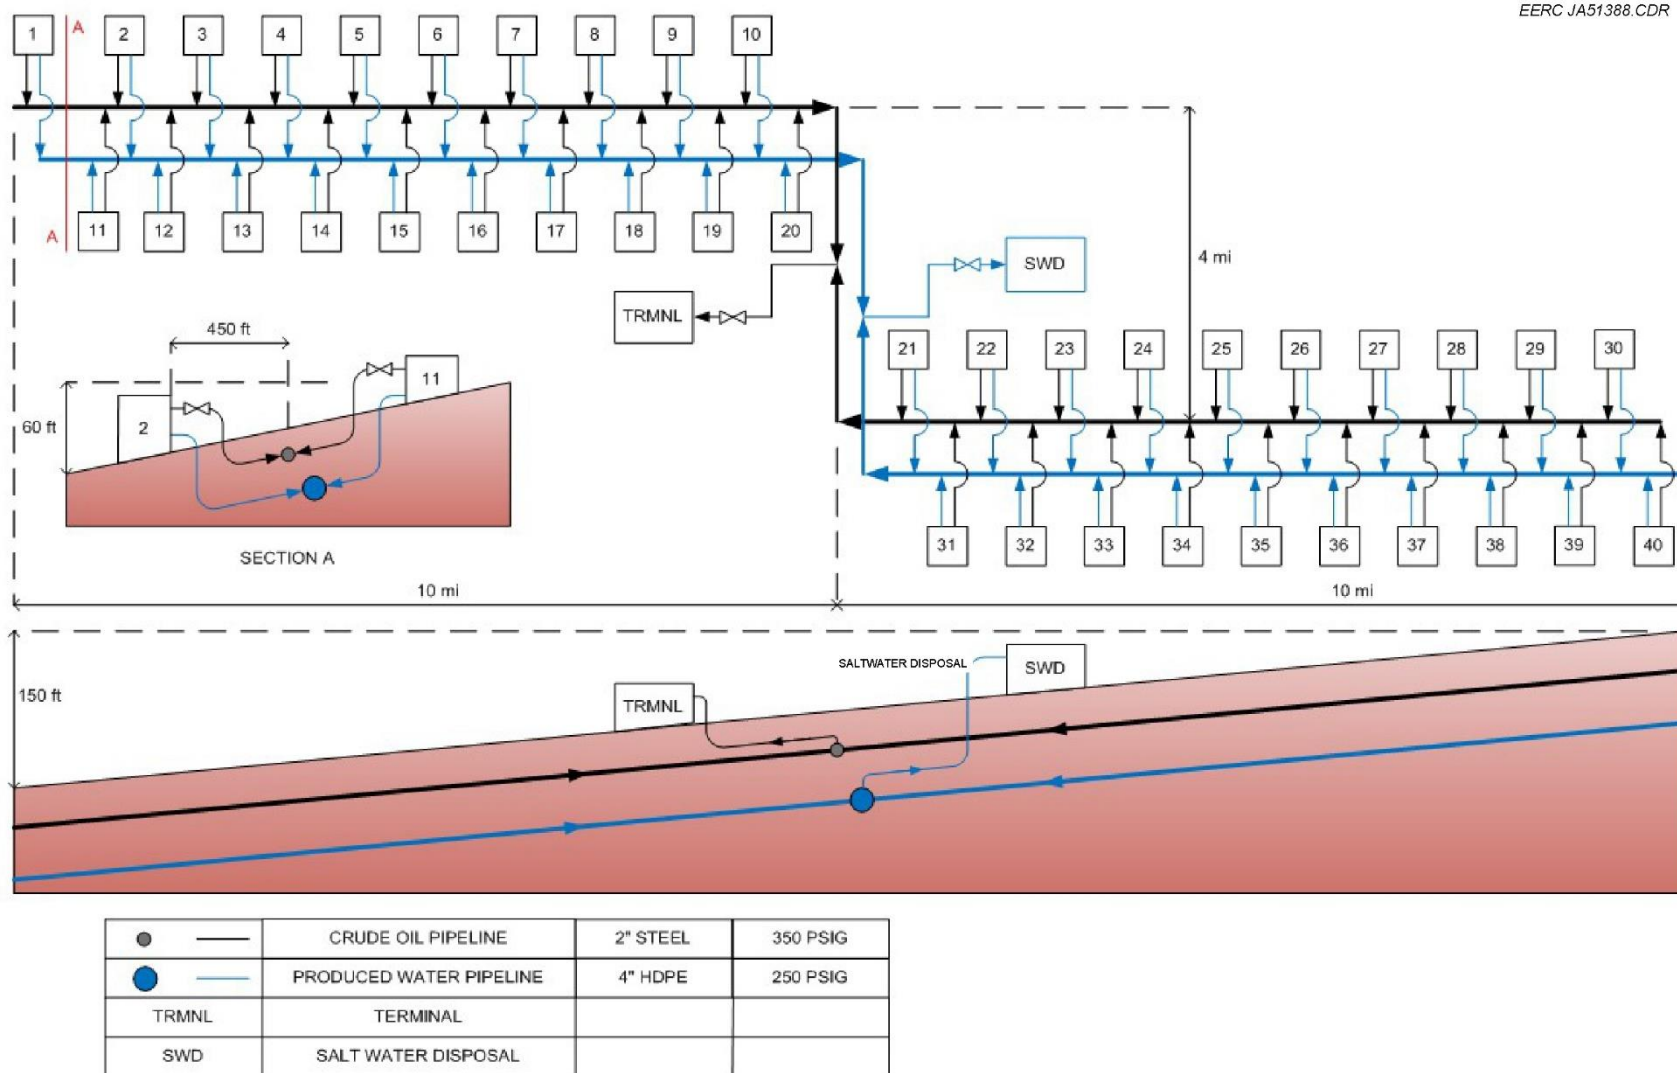 EERC JA51388.CDR
1 A 2 3 4 5 6 7 8 9 10
A 11 12 13 14 15 16 17 18 19 20
4 mi
SWD
TRMNL
450 ft
60 ft
2
11
SECTION A
21 22 23 24 25 26 27 28 29 30
31 32 33 34 35 36 37 38 39 40
10 mi
10 mi
150 ft
SALTWATER DISPOSAL
SWD
TRMNL
CRUDE OIL PIPELINE 2" STEEL 350 PSIG
PRODUCED WATER PIPELINE 4" HDPE 250 PSIG
TRMNL TERMINAL
SWD SALT WATER DISPOSAL